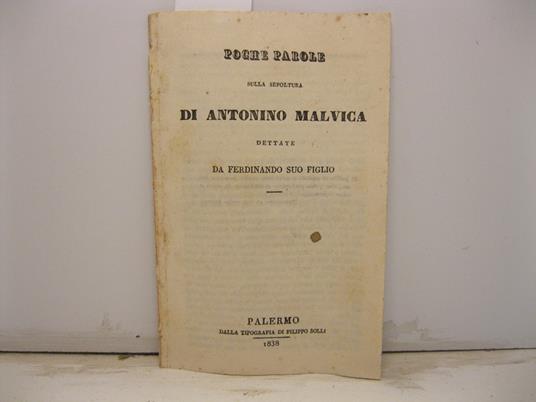 POCHE PAROLE
SULLA SEPOLTURA
DI ANTONINO MALVICA
DETTATE
DA FERDINANDO SUO FIGLIO
PALERMO
DALLA TIPOGRAFIA DI FILIPPO SOLLI
1838